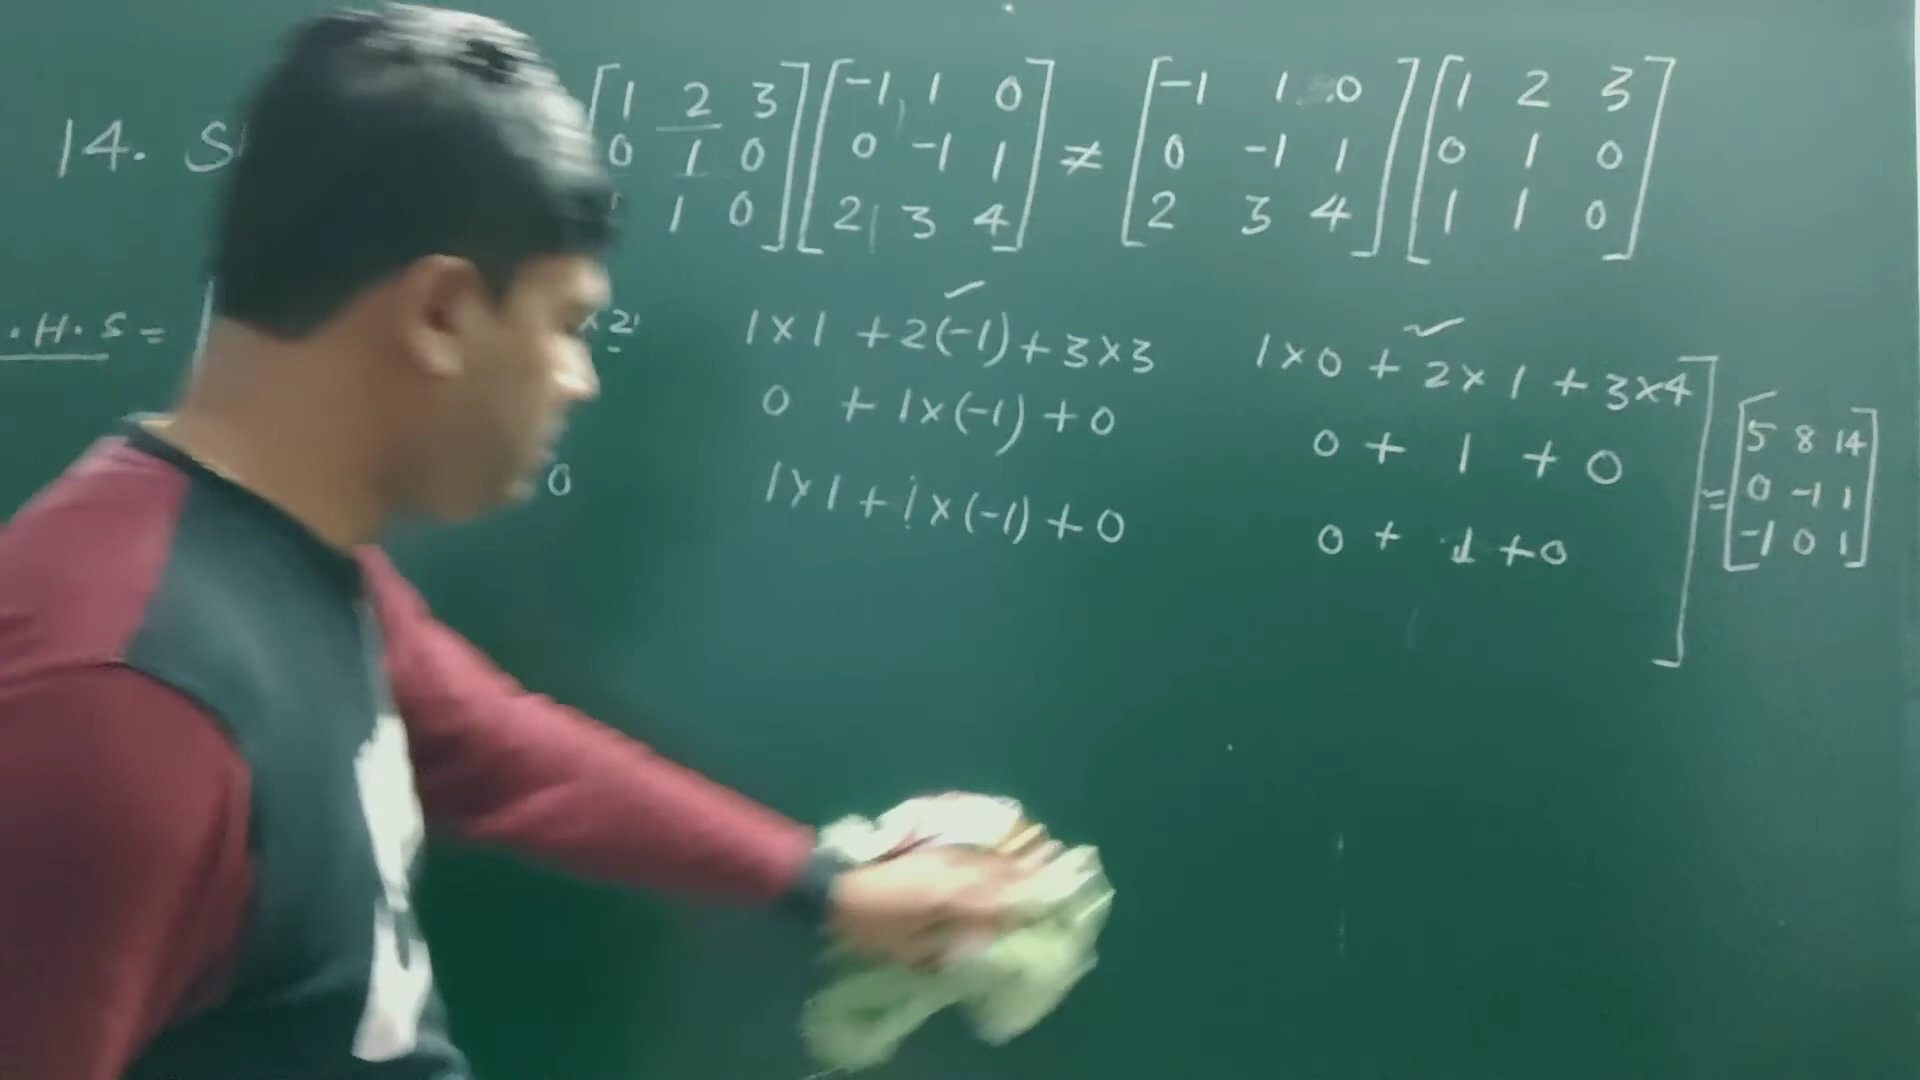 14. S
1 2 3 -1 1 0 ≠ -1 1 0 1 2 3
0 1 0 0 -1 1 0 -1 1 0 1 0
1 0 2 3 4 2 3 4 1 1 0
.H.S = ×2 1×1 + 2(-1) + 3×3 1×0 + 2×1 + 3×4
0 + 1×(-1) + 0 0 + 1 + 0
0 1×1 + 1×(-1) + 0 0 + 1 + 0
= 5 8 14
0 -1 1
-1 0 1